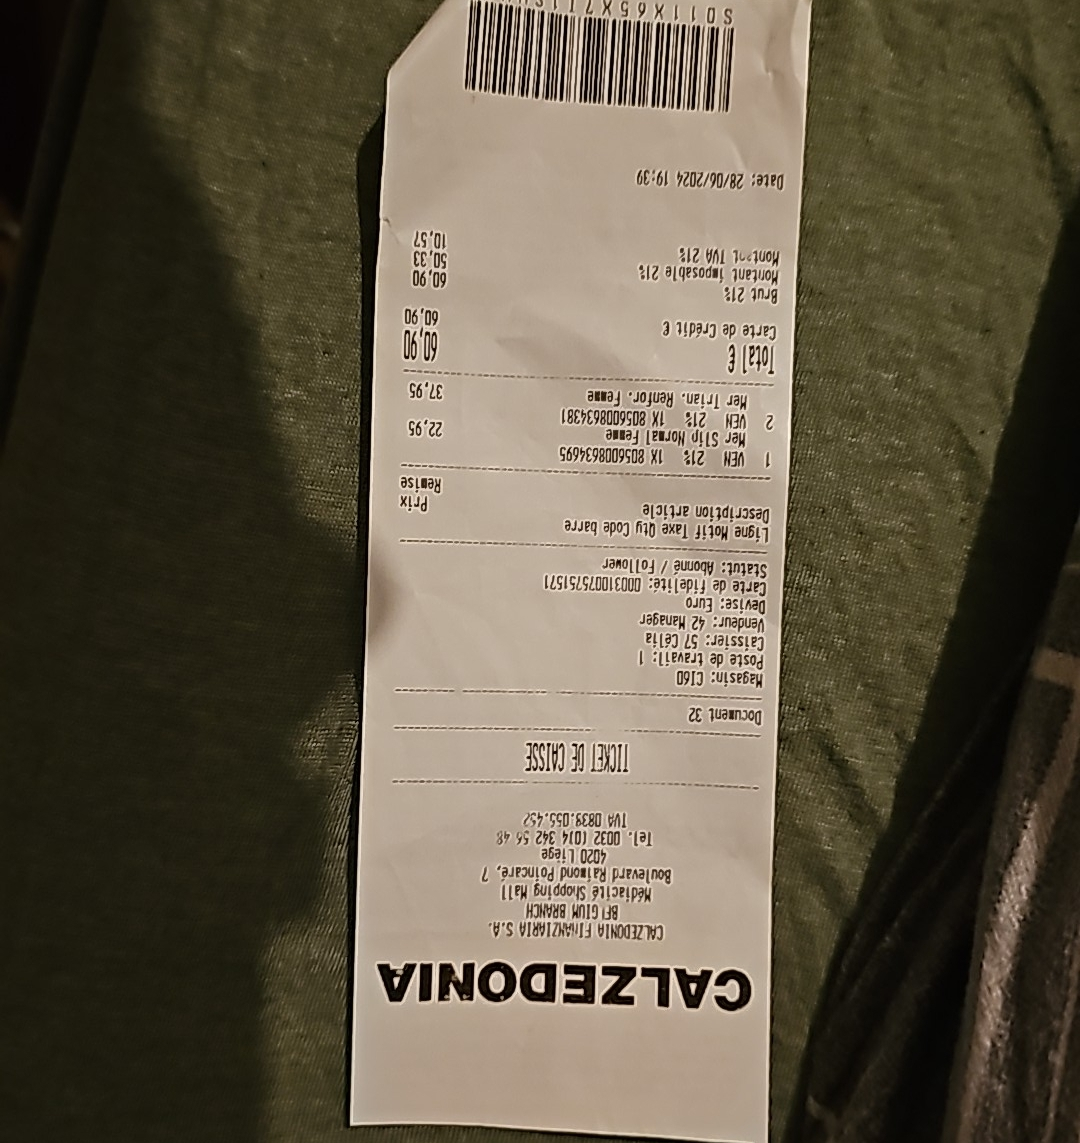 CALZEDONIA
CALZEDONIA FINANZIARIA S.A.
BELGIUM BRANCH
Médiacité Shopping Mall
Boulevard Raimond Poincaré, 7
4020 Liège
Tel. 0032 (0)4 342 56 48
TVA 0839.055.452
TICKET DE CAISSE
Document 32
Magasin: CI60
Poste de travail: 1
Caissier: 57 Célia
Vendeur: 42 Manager
Devise: Euro
Carte de fidelité: 000310075751571
Statut: Abonné / Follower
Ligne Motif Taxe Qty Code barre
Description article Prix
Remise
1 VEN 21% 1X 8056008634695
Mer Slip Normal Femme 22,95
2 VEN 21% 1X 8056008634381
Mer Trian. Renfor. Femme 37,95
Total € 60,90
Carte de Crédit € 60,90
Brut 21% 60,90
Montant imposable 21% 50,33
Montant TVA 21% 10,57
Date: 28/06/2024 19:39